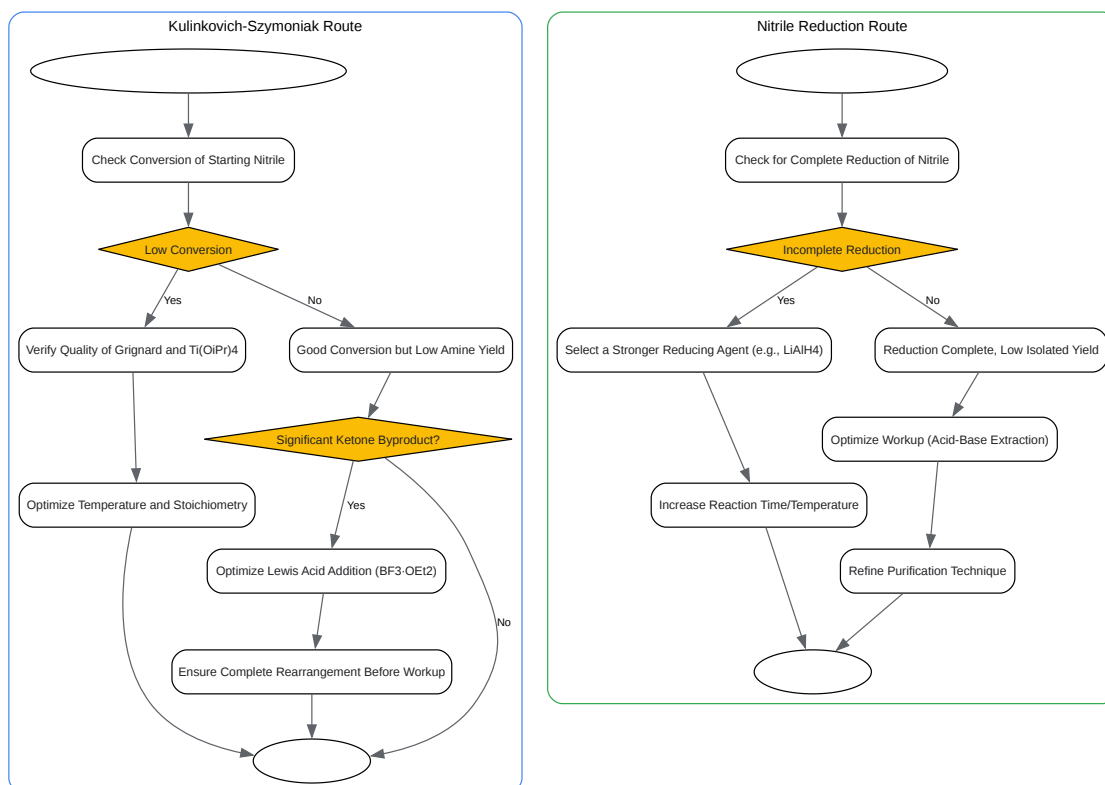 Kulinkovich-Szymoniak Route
Check Conversion of Starting Nitrile
Low Conversion
Yes
No
Verify Quality of Grignard and Ti(OiPr)4
Good Conversion but Low Amine Yield
Significant Ketone Byproduct?
Optimize Temperature and Stoichiometry
Yes
Optimize Lewis Acid Addition (BF3·OEt2)
No
Ensure Complete Rearrangement Before Workup
Nitrile Reduction Route
Check for Complete Reduction of Nitrile
Incomplete Reduction
Yes
No
Select a Stronger Reducing Agent (e.g., LiAlH4)
Reduction Complete, Low Isolated Yield
Optimize Workup (Acid-Base Extraction)
Increase Reaction Time/Temperature
Refine Purification Technique